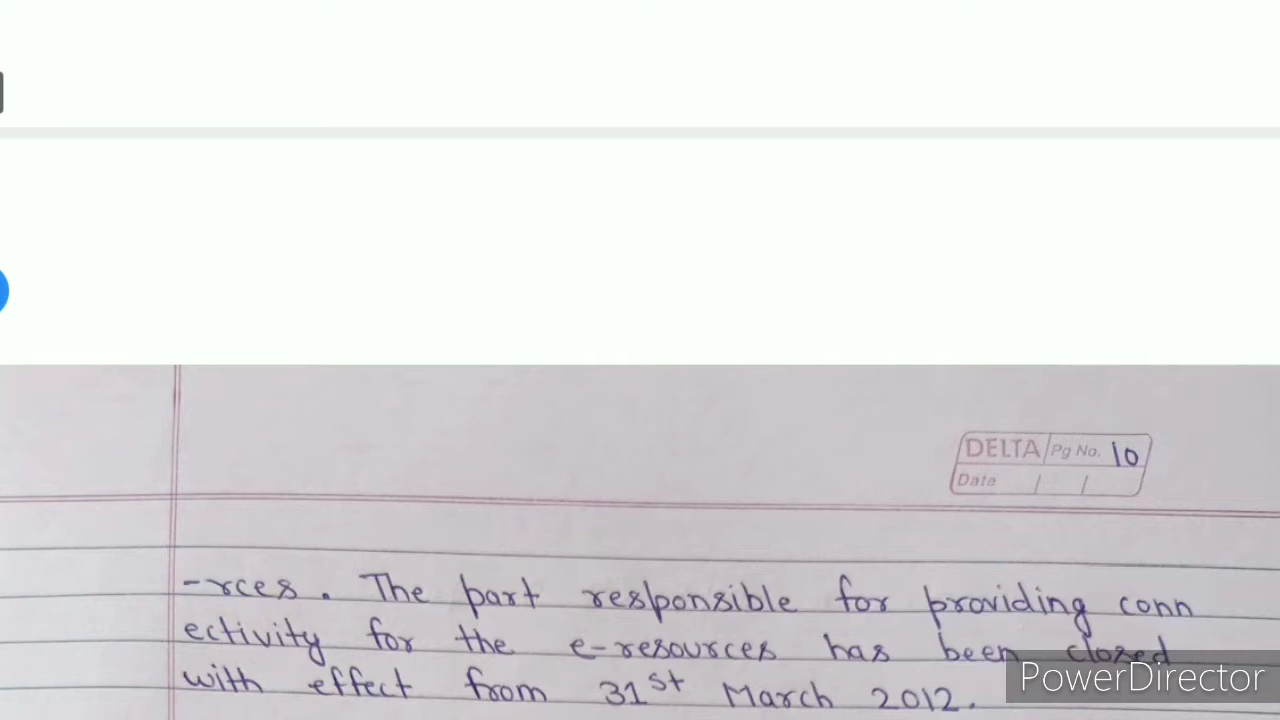 DELTA Pg No. 10
Date / /
-rces. The part responsible for providing conn
ectivity for the e-resources has been closed
with effect from 31st March 2012.
PowerDirector